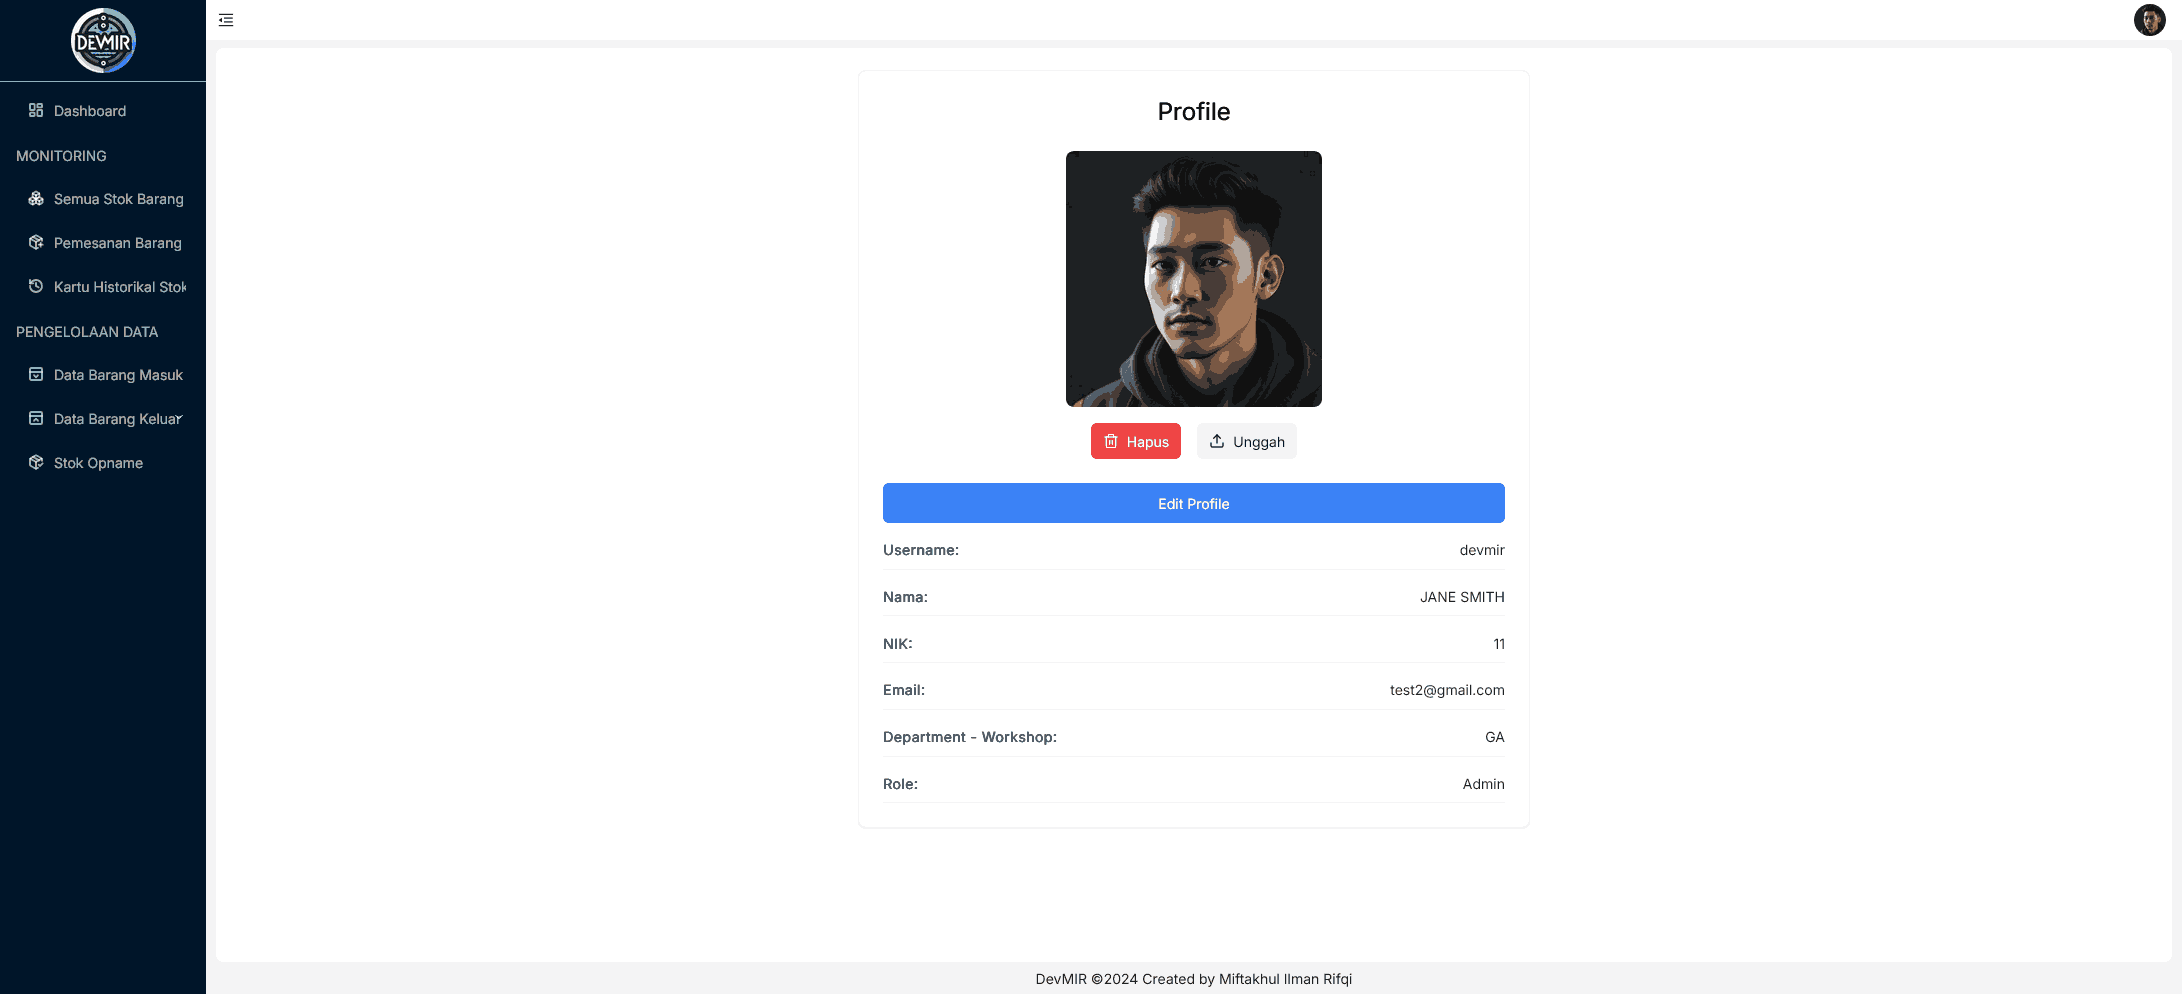 DEVMIR
Dashboard
MONITORING
Semua Stok Barang
Pemesanan Barang
Kartu Historikal Stok
PENGELOLAAN DATA
Data Barang Masuk
Data Barang Keluar
Stok Opname
Profile
Hapus
Unggah
Edit Profile
Username: devmir
Nama: JANE SMITH
NIK: 11
Email: test2@gmail.com
Department - Workshop: GA
Role: Admin
DevMIR ©2024 Created by Miftakhul Ilman Rifqi